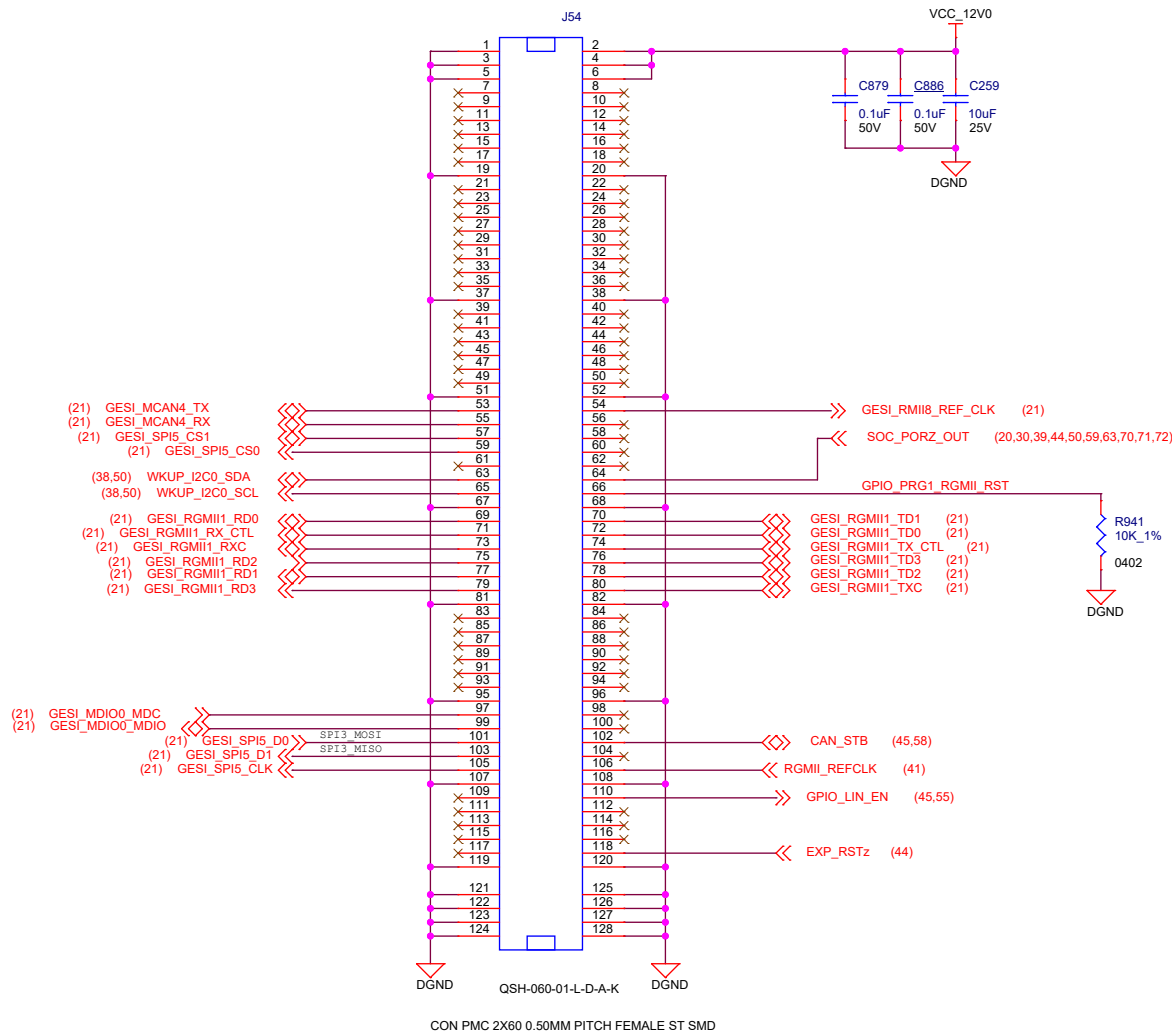 J54
VCC_12V0
1 2
3 4
5 6
7 8
9 10
11 12
13 14
15 16
17 18
19 20
21 22
23 24
25 26
27 28
29 30
31 32
33 34
35 36
37 38
39 40
41 42
43 44
45 46
47 48
49 50
51 52
C879 C886 C259
0.1uF 0.1uF 10uF
50V 50V 25V
DGND
(21) GESI_MCAN4_TX 53 54 GESI_RMII8_REF_CLK (21)
(21) GESI_MCAN4_RX 55 56
(21) GESI_SPI5_CS1 57 58
(21) GESI_SPI5_CS0 59 60
61 62
(38,50) WKUP_I2C0_SDA 63 64 SOC_PORZ_OUT (20,30,39,44,50,59,63,70,71,72)
(38,50) WKUP_I2C0_SCL 65 66 GPIO_PRG1_RGMII_RST
67 68
(21) GESI_RGMII1_RD0 69 70 GESI_RGMII1_TD1 (21)
(21) GESI_RGMII1_RX_CTL 71 72 GESI_RGMII1_TD0 (21)
(21) GESI_RGMII1_RXC 73 74 GESI_RGMII1_TX_CTL (21)
(21) GESI_RGMII1_RD2 75 76 GESI_RGMII1_TD3 (21)
(21) GESI_RGMII1_RD1 77 78 GESI_RGMII1_TD2 (21)
(21) GESI_RGMII1_RD3 79 80 GESI_RGMII1_TXC (21)
R941
10K_1%
0402
DGND
81 82
83 84
85 86
87 88
89 90
91 92
93 94
95 96
(21) GESI_MDIO0_MDC 97 98
(21) GESI_MDIO0_MDIO 99 100
(21) GESI_SPI5_D0 SPI3_MOSI 101 102 CAN_STB (45,58)
(21) GESI_SPI5_D1 SPI3_MISO 103 104
(21) GESI_SPI5_CLK 105 106 RGMII_REFCLK (41)
107 108
109 110 GPIO_LIN_EN (45,55)
111 112
113 114
115 116
117 118 EXP_RSTz (44)
119 120
121 125
122 126
123 127
124 128
DGND QSH-060-01-L-D-A-K DGND
CON PMC 2X60 0.50MM PITCH FEMALE ST SMD